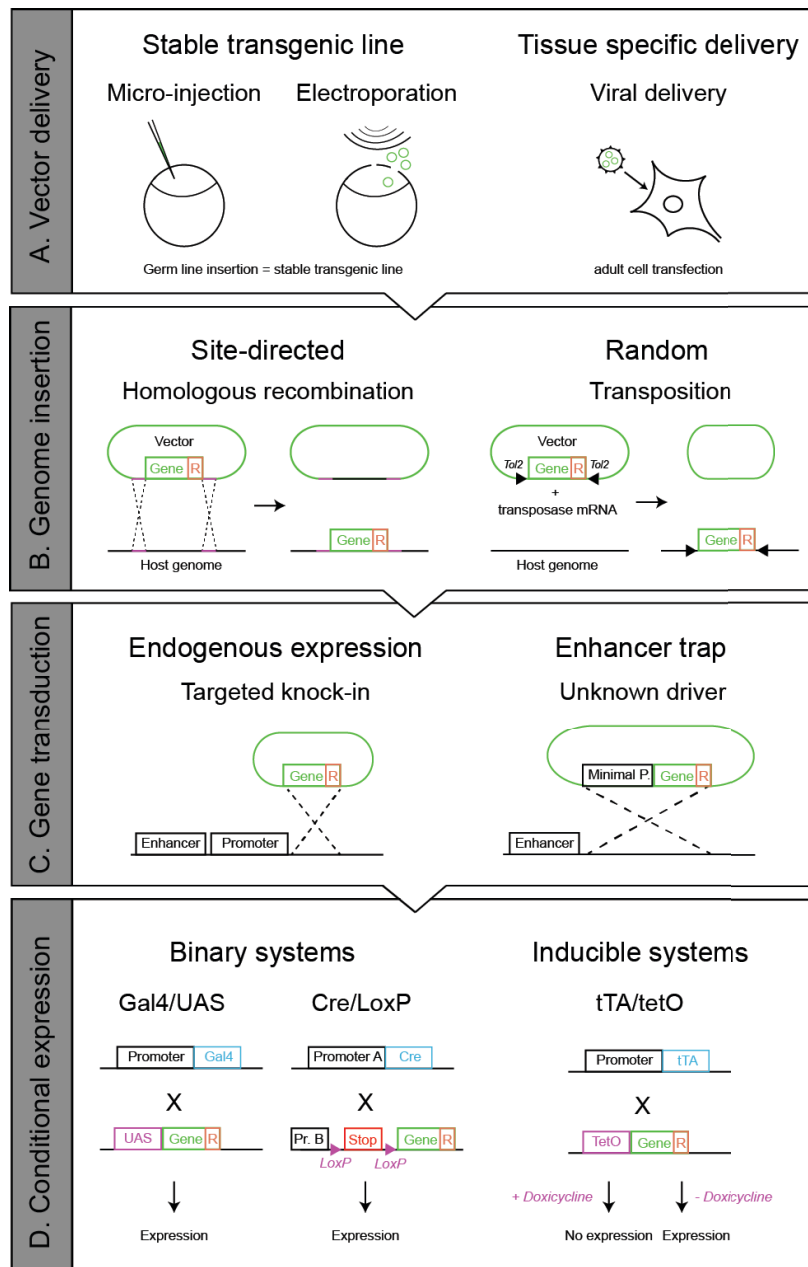 A. Vector delivery
Stable transgenic line
Tissue specific delivery
Micro-injection
Electroporation
Viral delivery
Germ line insertion = stable transgenic line
adult cell transfection
B. Genome insertion
Site-directed
Random
Homologous recombination
Transposition
Vector
Gene R
Host genome
Gene R
Vector
Tol2
Gene R
Tol2
+
transposase mRNA
Host genome
Gene R
C. Gene transduction
Endogenous expression
Enhancer trap
Targeted knock-in
Unknown driver
Gene R
Enhancer Promoter
Minimal P. Gene R
Enhancer
D. Conditional expression
Binary systems
Inducible systems
Gal4/UAS
Cre/LoxP
tTA/tetO
Promoter Gal4
X
UAS Gene R
Expression
Promoter A Cre
X
Pr. B Stop Gene R
LoxP LoxP
Expression
Promoter tTA
X
TetO Gene R
+ Doxicycline
- Doxicycline
No expression Expression